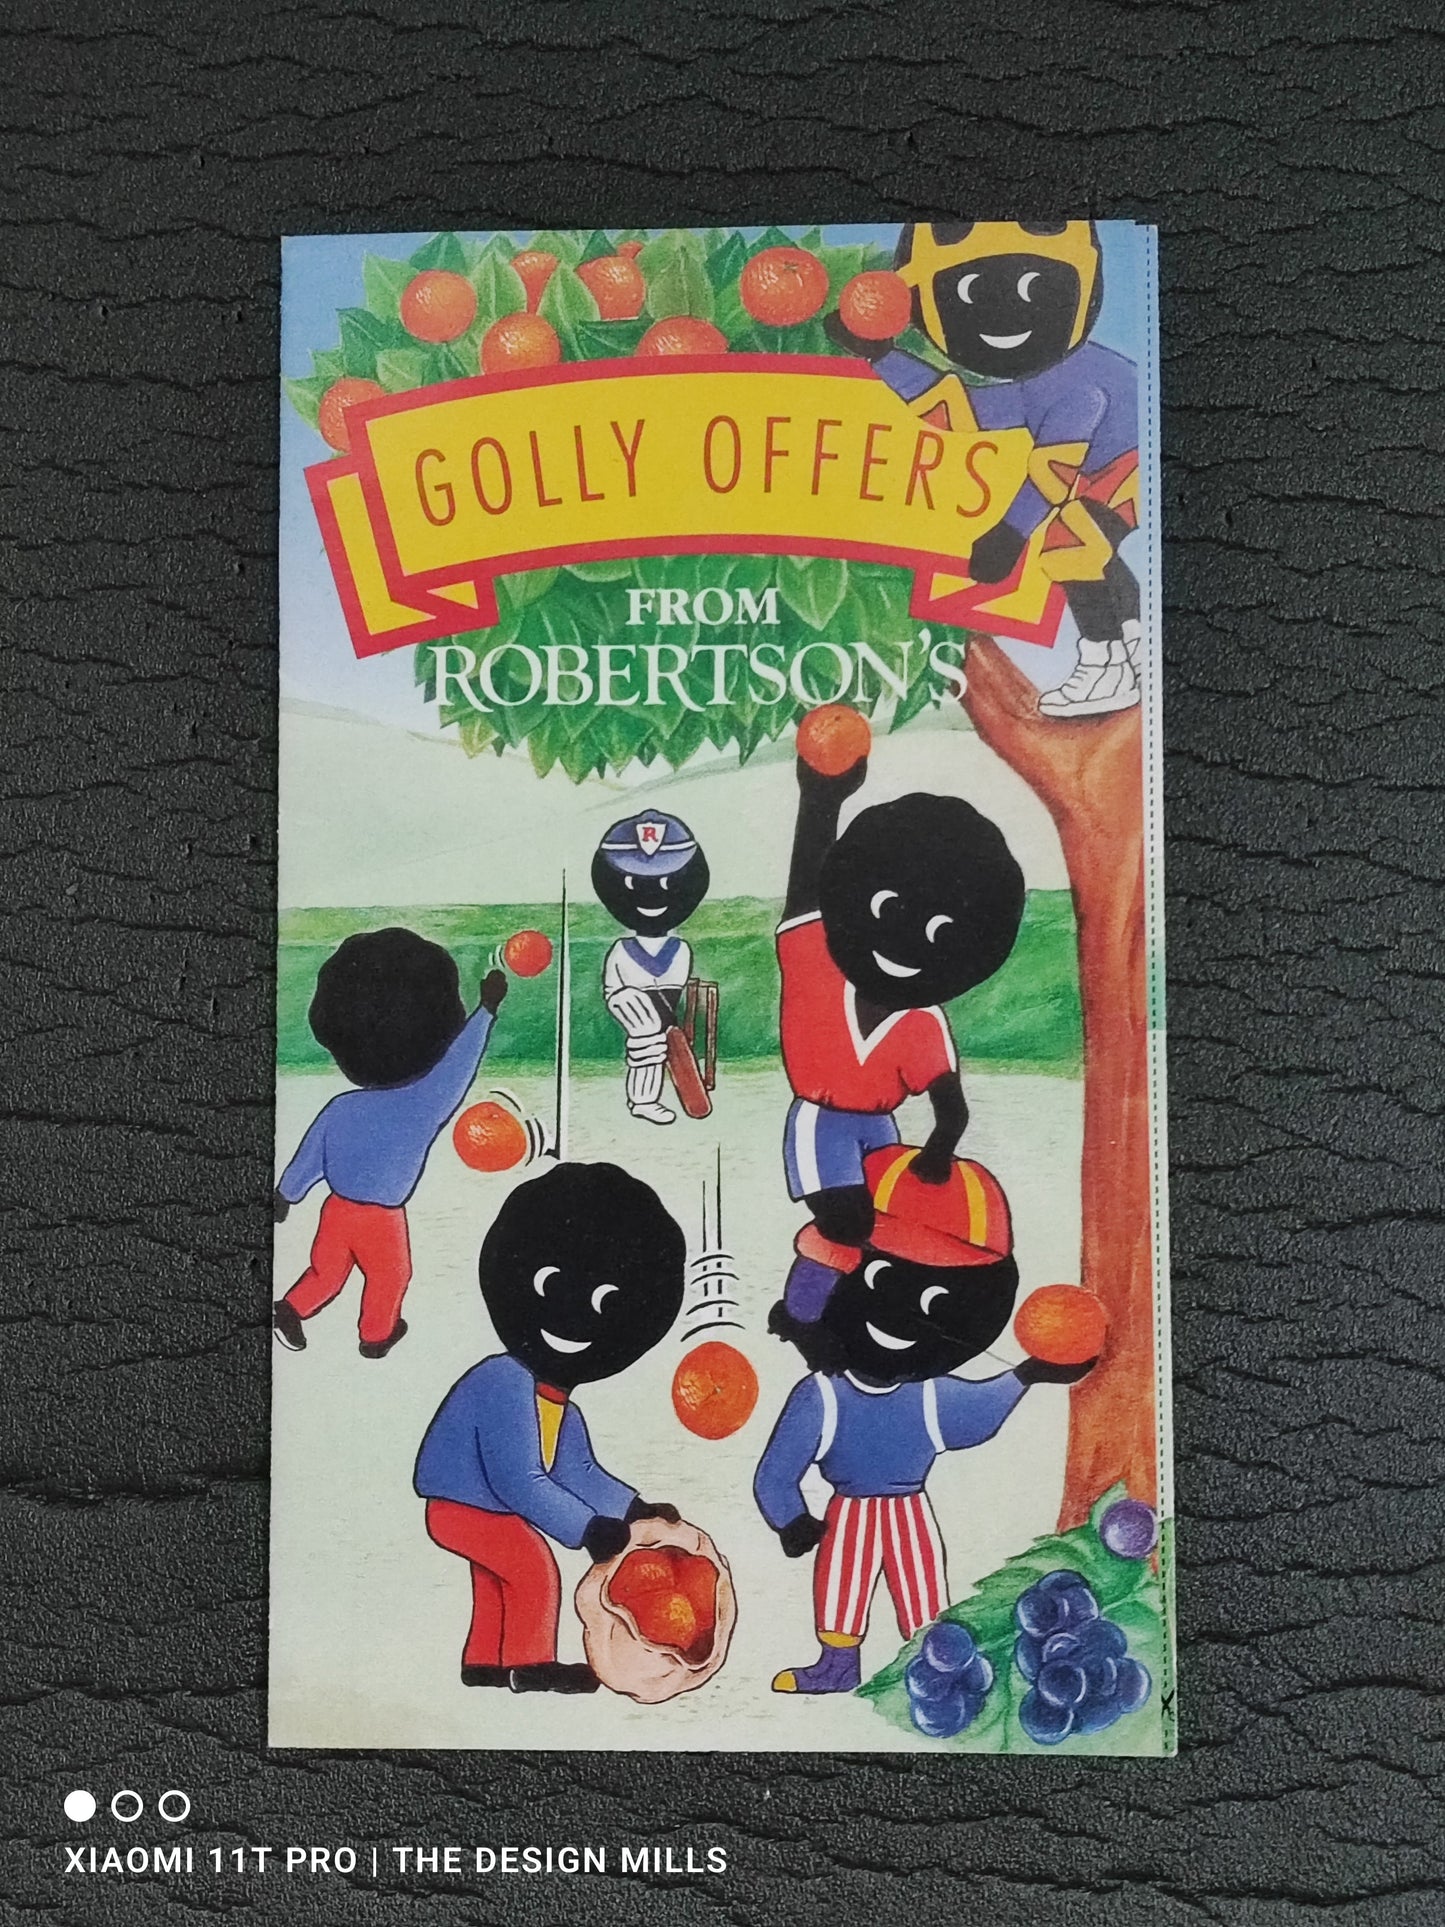 GOLLY OFFERS
FROM
ROBERTSON'S
R
XIAOMI 11T PRO | THE DESIGN MILLS